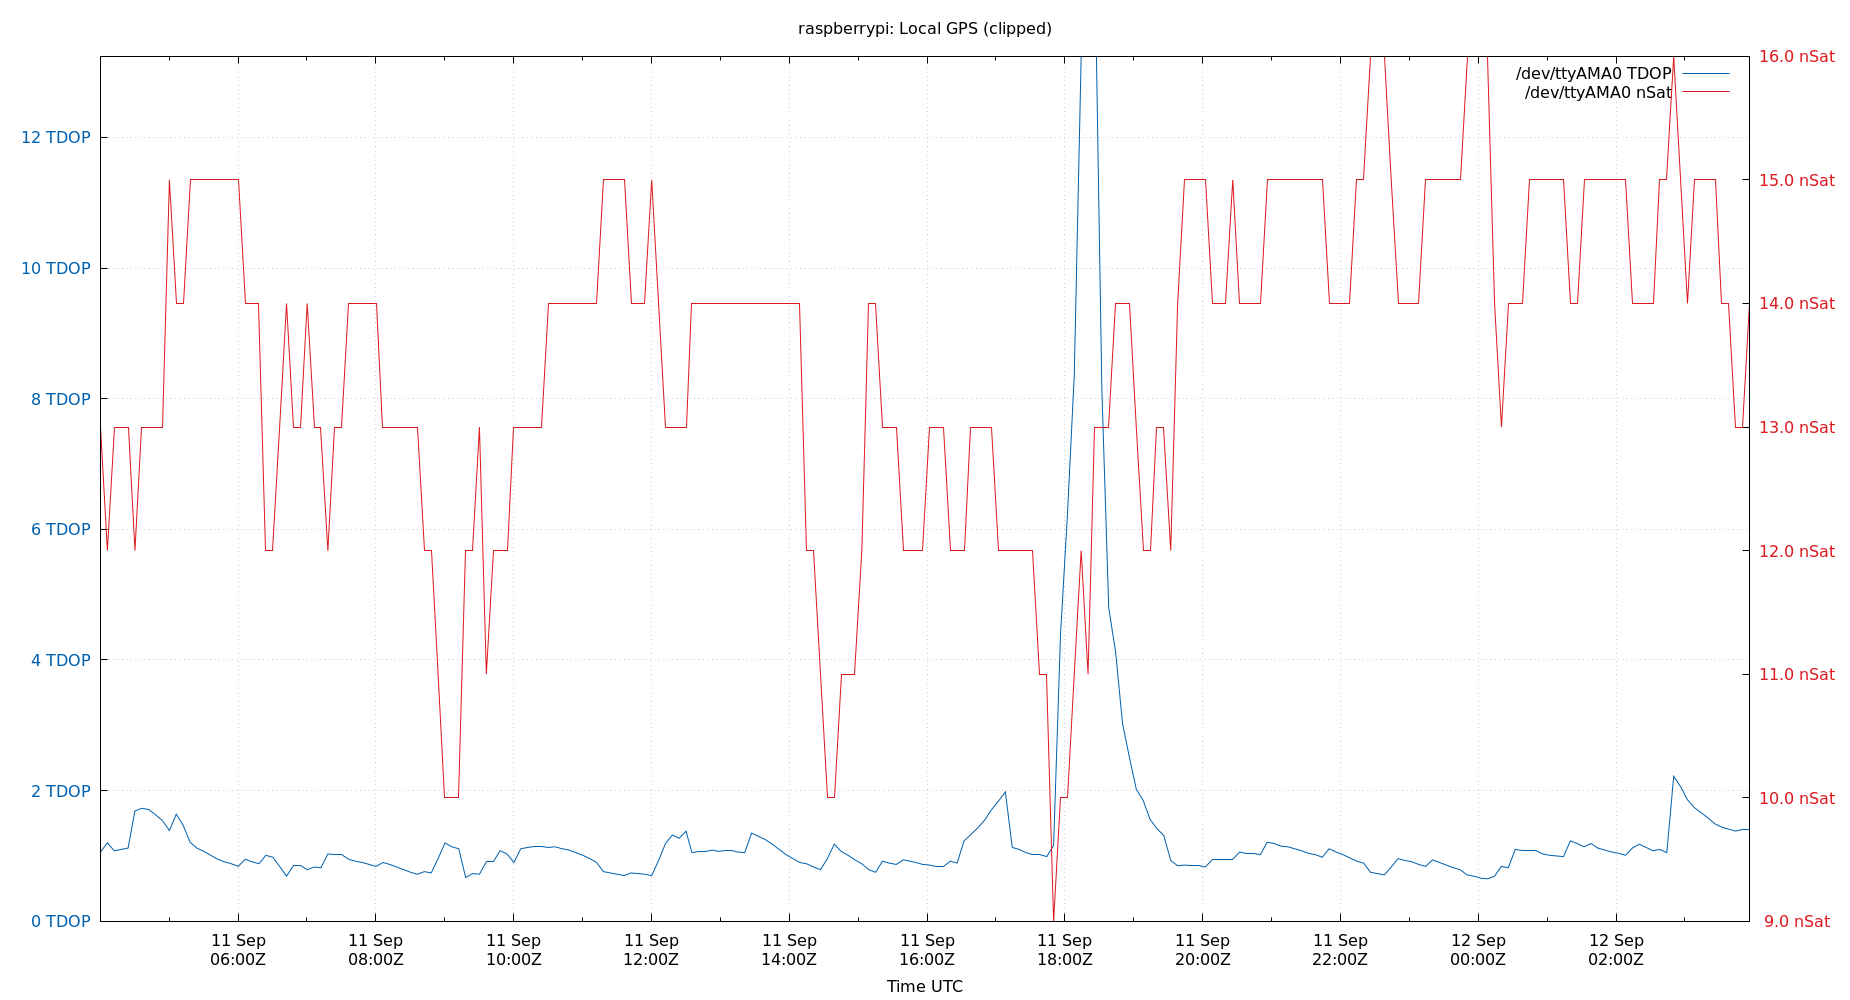 raspberrypi: Local GPS (clipped)
/dev/ttyAMA0 TDOP
/dev/ttyAMA0 nSat
12 TDOP
10 TDOP
8 TDOP
6 TDOP
4 TDOP
2 TDOP
0 TDOP
16.0 nSat
15.0 nSat
14.0 nSat
13.0 nSat
12.0 nSat
11.0 nSat
10.0 nSat
9.0 nSat
11 Sep
06:00Z
11 Sep
08:00Z
11 Sep
10:00Z
11 Sep
12:00Z
11 Sep
14:00Z
11 Sep
16:00Z
11 Sep
18:00Z
11 Sep
20:00Z
11 Sep
22:00Z
12 Sep
00:00Z
12 Sep
02:00Z
Time UTC